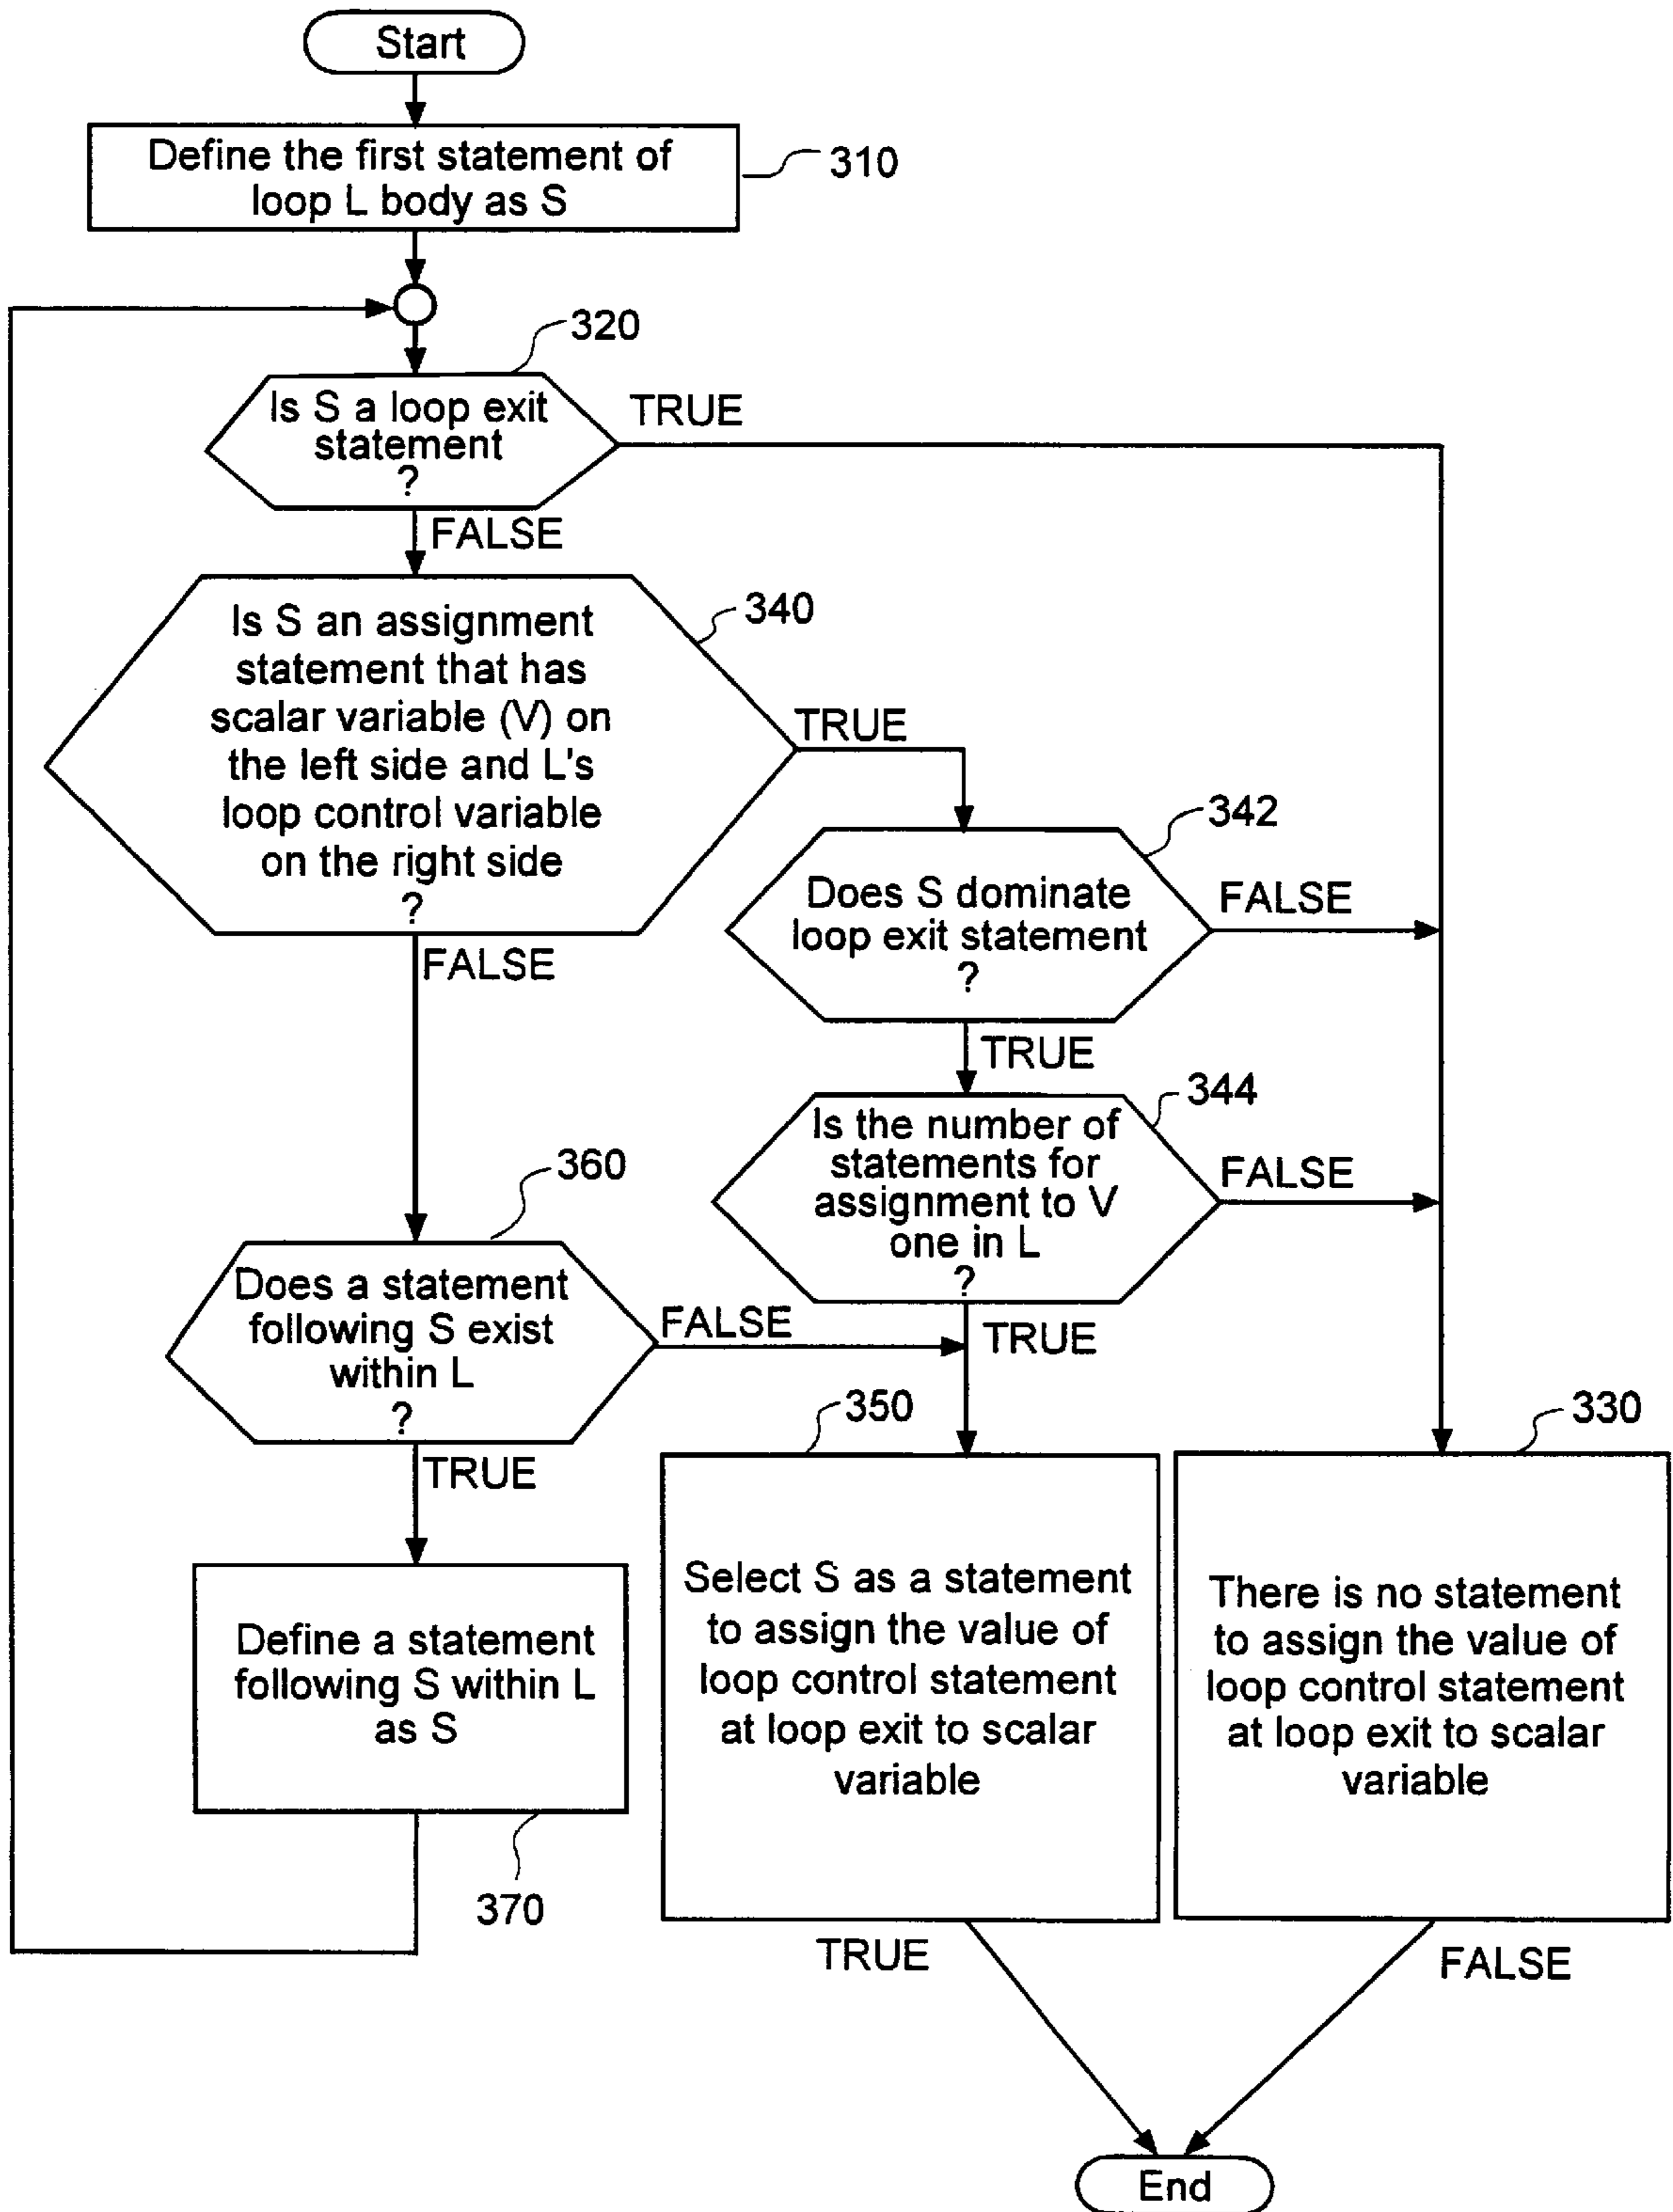 Start
Define the first statement of
loop L body as S
310
320
Is S a loop exit
statement
?
TRUE
FALSE
340
Is S an assignment
statement that has
scalar variable (V) on
the left side and L's
loop control variable
on the right side
?
TRUE
FALSE
342
Does S dominate
loop exit statement
?
FALSE
TRUE
344
Is the number of
statements for
assignment to V
one in L
?
FALSE
TRUE
360
Does a statement
following S exist
within L
?
FALSE
TRUE
350
Select S as a statement
to assign the value of
loop control statement
at loop exit to scalar
variable
TRUE
330
There is no statement
to assign the value of
loop control statement
at loop exit to scalar
variable
FALSE
Define a statement
following S within L
as S
370
End